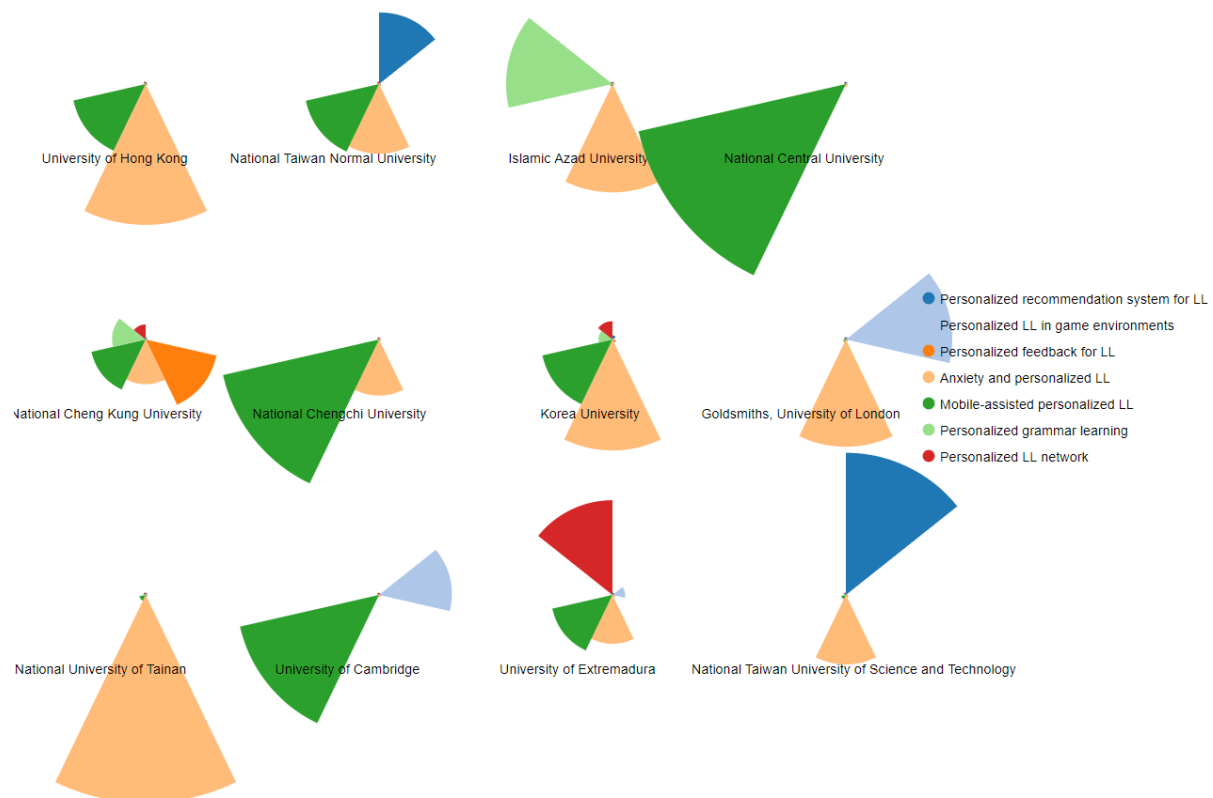 University of Hong Kong
National Taiwan Normal University
Islamic Azad University
National Central University
National Cheng Kung University
National Chengchi University
Korea University
Goldsmiths, University of London
Personalized recommendation system for LL
Personalized LL in game environments
Personalized feedback for LL
Anxiety and personalized LL
Mobile-assisted personalized LL
Personalized grammar learning
Personalized LL network
National University of Tainan
University of Cambridge
University of Extremadura
National Taiwan University of Science and Technology